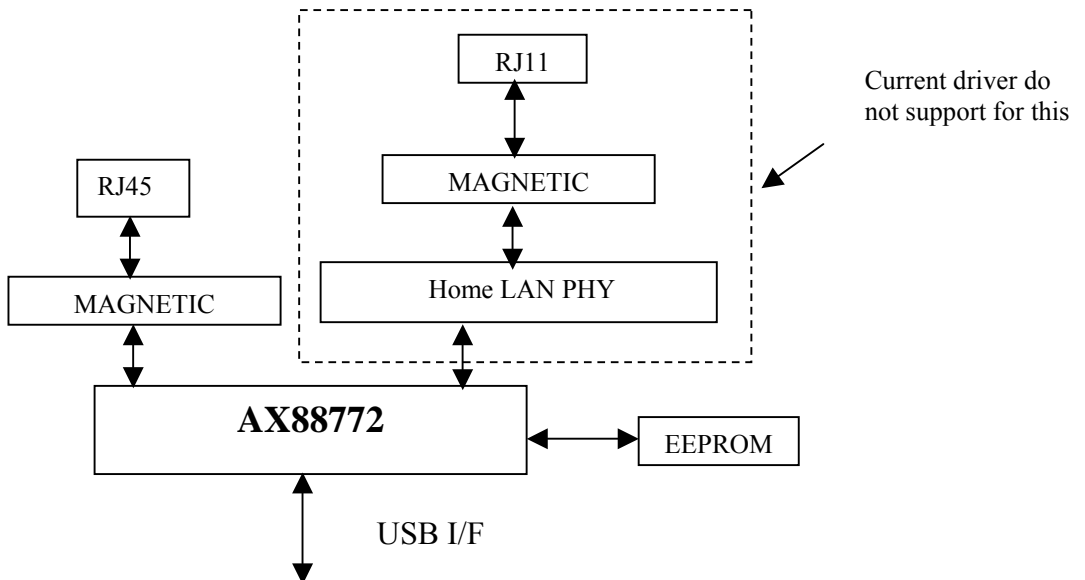 RJ11
Current driver do
not support for this
MAGNETIC
RJ45
Home LAN PHY
MAGNETIC
AX88772
EEPROM
USB I/F